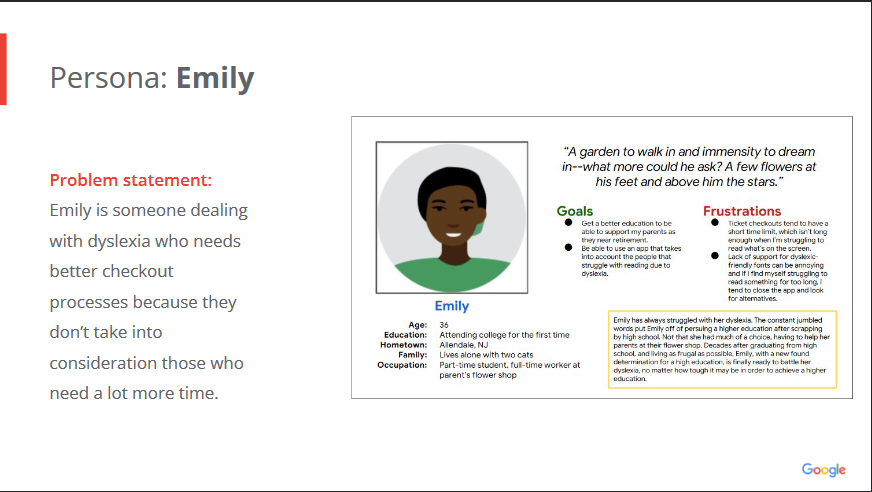 Persona: Emily
Problem statement:
Emily is someone dealing
with dyslexia who needs
better checkout
processes because they
don't take into
consideration those who
need a lot more time.
"A garden to walk in and immensity to dream
in--what more could he ask? A few flowers at
his feet and above him the stars."
Goals
● Get a better education to be
able to support my parents as
they near retirement.
● Be able to use an app that takes
into account the people that
struggle with reading due to
dyslexia.
Frustrations
● Ticket checkouts tend to have a
short time limit, which isn't long
enough when I'm struggling to
read what's on the screen.
● Lack of support for dyslexic-
friendly fonts can be annoying
and if I find myself struggling to
read something for too long, I
tend to close the app and look
for alternatives.
Emily
Age: 36
Education: Attending college for the first time
Hometown: Allendale, NJ
Family: Lives alone with two cats
Occupation: Part-time student, full-time worker at
parent's flower shop
Emily has always struggled with her dyslexia. The constant jumbled
words put Emily off of persuing a higher education after scrapping
by high school. Not that she had much of a choice, having to help her
parents at their flower shop. Decades after graduating from high
school, and living as frugal as possible, Emily, with a new found
determination for a high education, is finally ready to battle her
dyslexia, no matter how tough it may be in order to achieve a higher
education.
Google